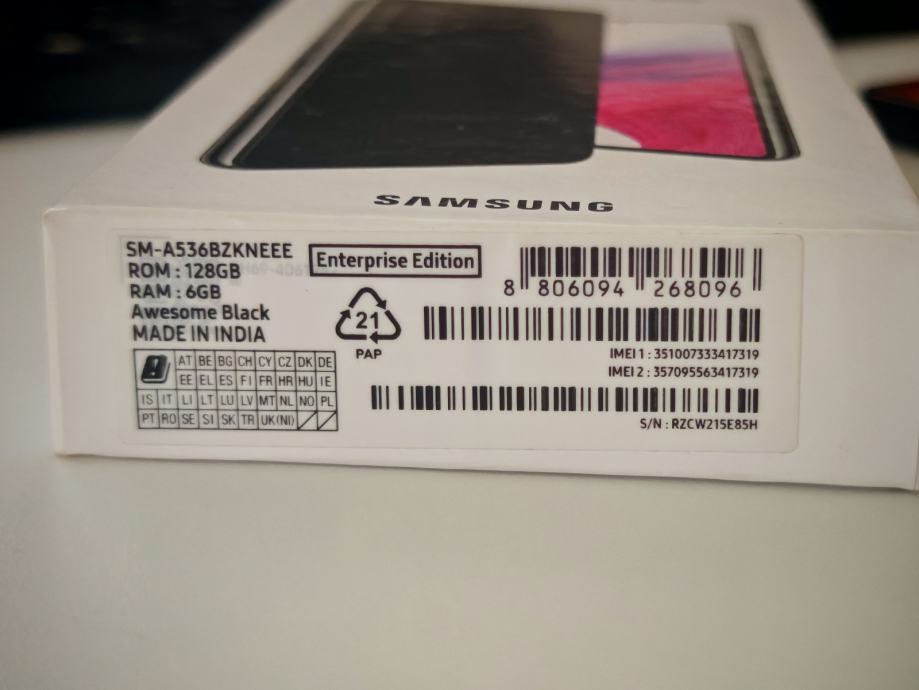 SAMSUNG
SM-A536BZKNEEE
ROM : 128GB
RAM : 6GB
Awesome Black
MADE IN INDIA
Enterprise Edition
21
PAP
8 806094 268096
IMEI 1 : 351007333417319
IMEI 2 : 357095563417319
S/N : RZCW215E85H
AT BE BG CH CY CZ DK DE
EE EL ES FI FR HR HU IE
IS IT LI LT LU LV MT NL NO PL
PT RO SE SI SK TR UK(NI)